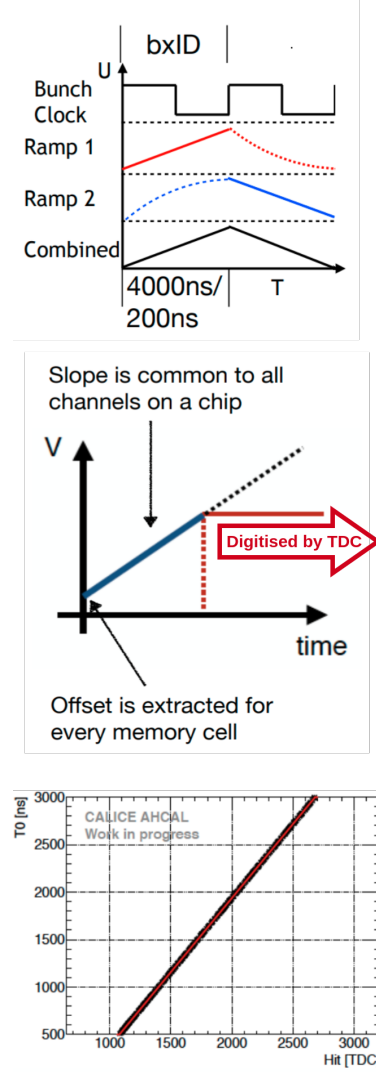 bxID
U
Bunch
Clock
Ramp 1
Ramp 2
Combined
4000ns/
200ns
T
Slope is common to all
channels on a chip
V
Digitised by TDC
time
Offset is extracted for
every memory cell
T0 [ns]
3000
CALICE AHCAL
Work in progress
2500
2000
1500
1000
500
1000 1500 2000 2500 3000
Hit [TDC